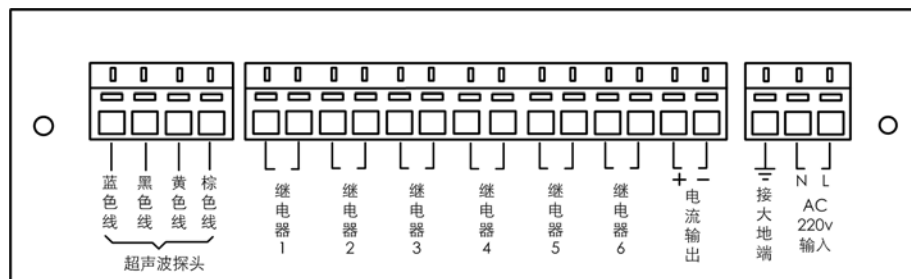 蓝色线
黑色线
黄色线
棕色线
超声波探头
继电器1
继电器2
继电器3
继电器4
继电器5
继电器6
+ −
电流输出
接大地端
N L
AC
220v
输入